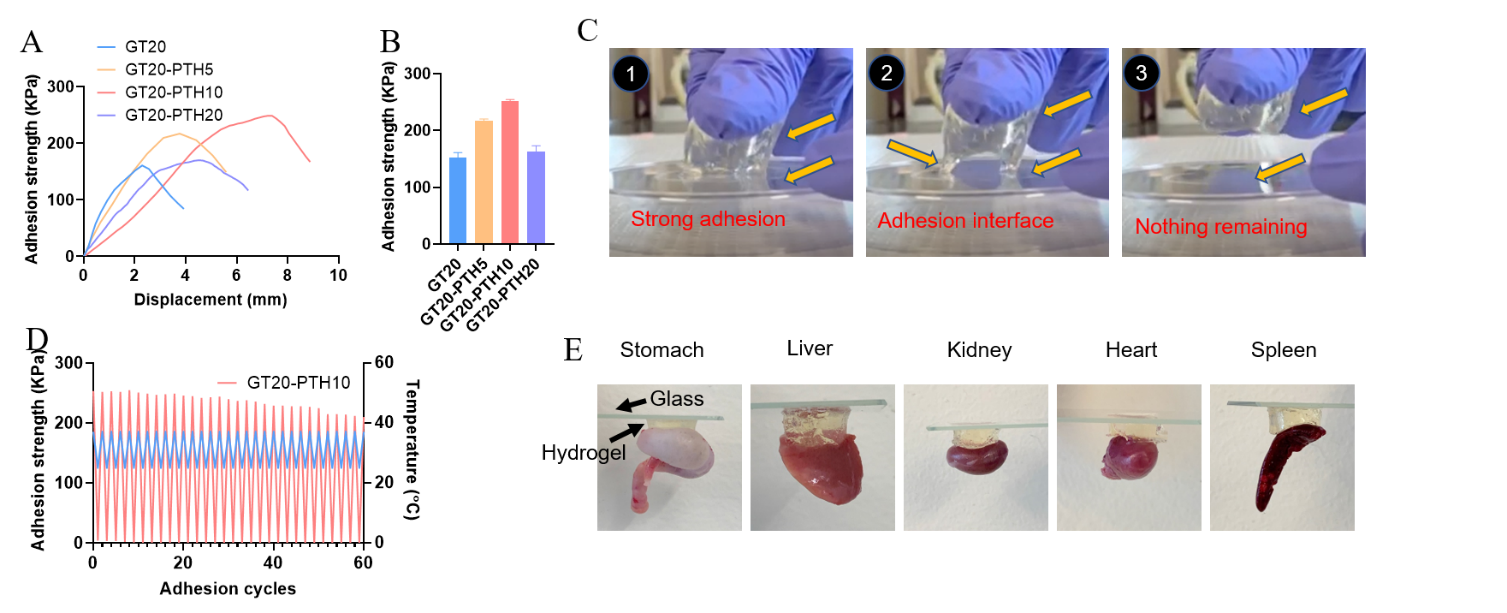 A
GT20
GT20-PTH5
GT20-PTH10
GT20-PTH20
Adhesion strength (KPa)
300
200
100
0
0 2 4 6 8 10
Displacement (mm)
B
Adhesion strength (KPa)
300
200
100
0
GT20
GT20-PTH5
GT20-PTH10
GT20-PTH20
C
1
Strong adhesion
2
Adhesion interface
3
Nothing remaining
D
Adhesion strength (KPa)
300
200
100
0
GT20-PTH10
60
40
20
0
Temperature (°C)
0 20 40 60
Adhesion cycles
E
Stomach
Liver
Kidney
Heart
Spleen
Glass
Hydrogel